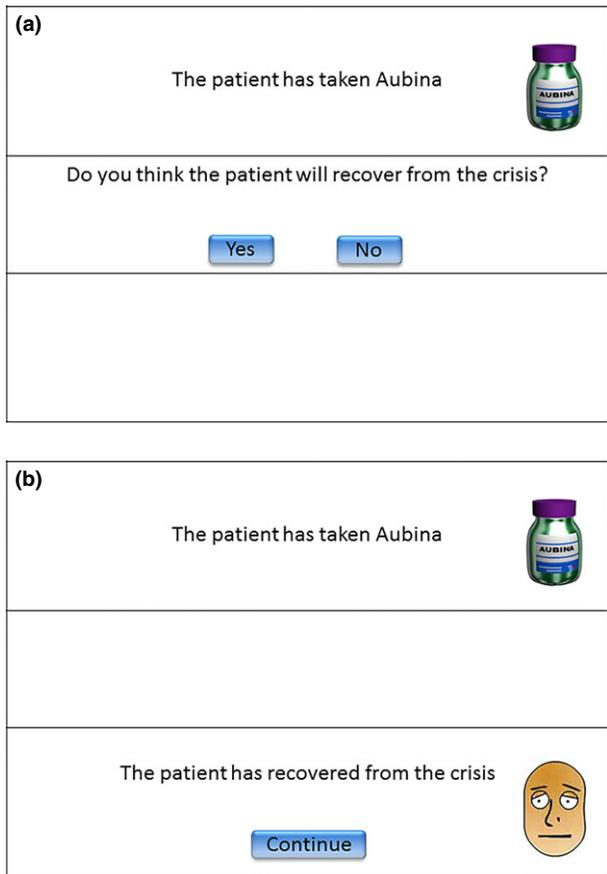 (a)
The patient has taken Aubina
AUBINA
Do you think the patient will recover from the crisis?
Yes No
(b)
The patient has taken Aubina
AUBINA
The patient has recovered from the crisis
Continue